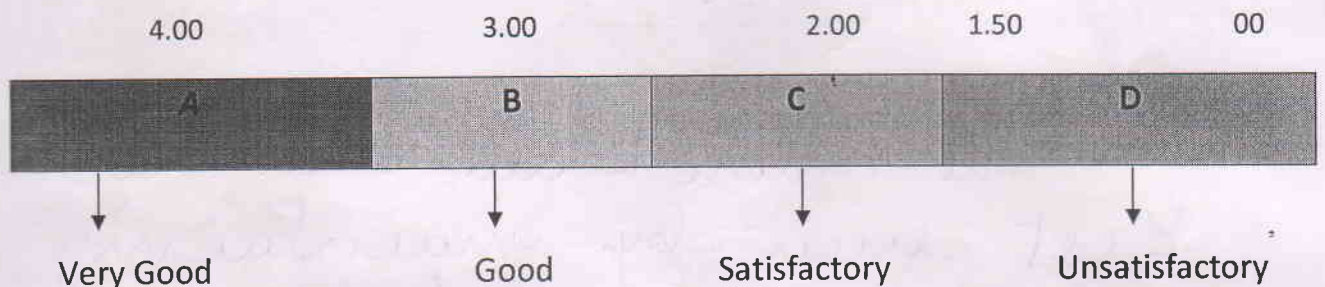 4.00 3.00 2.00 1.50 00
A B C D
Very Good Good Satisfactory Unsatisfactory